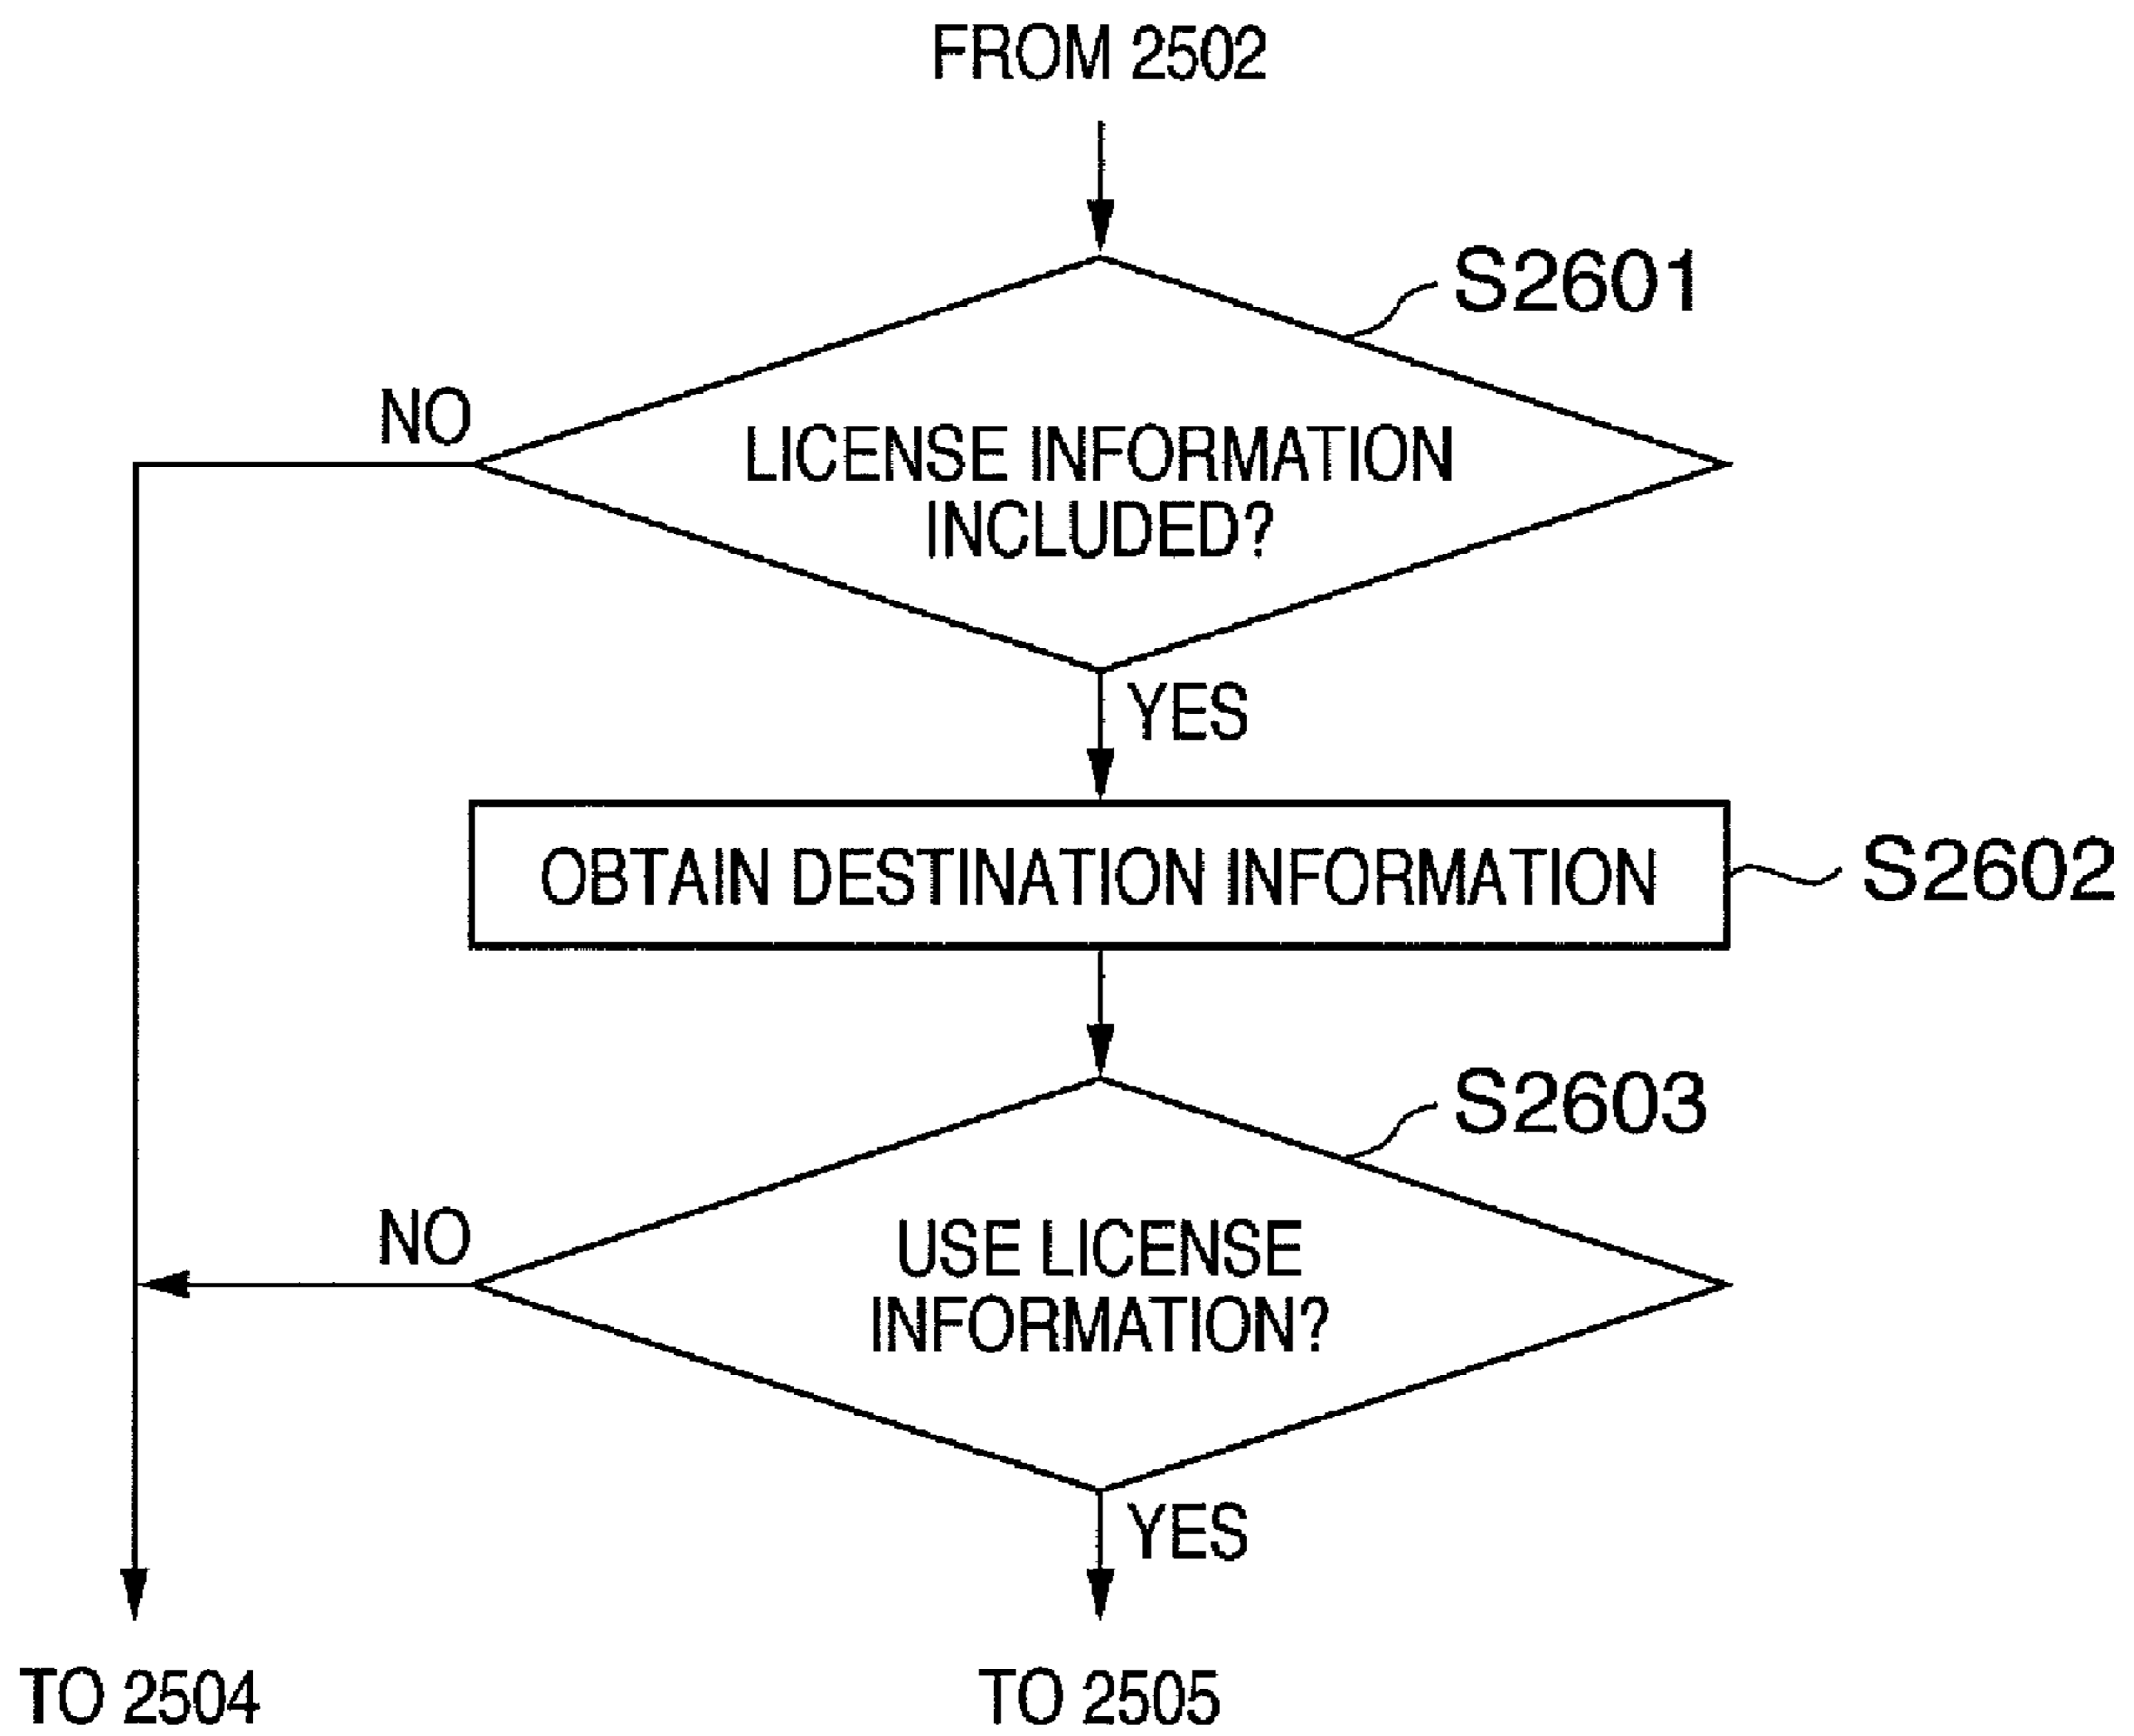 FROM 2502
S2601
NO
LICENSE INFORMATION
INCLUDED?
YES
OBTAIN DESTINATION INFORMATION
S2602
S2603
NO
USE LICENSE
INFORMATION?
YES
TO 2504
TO 2505